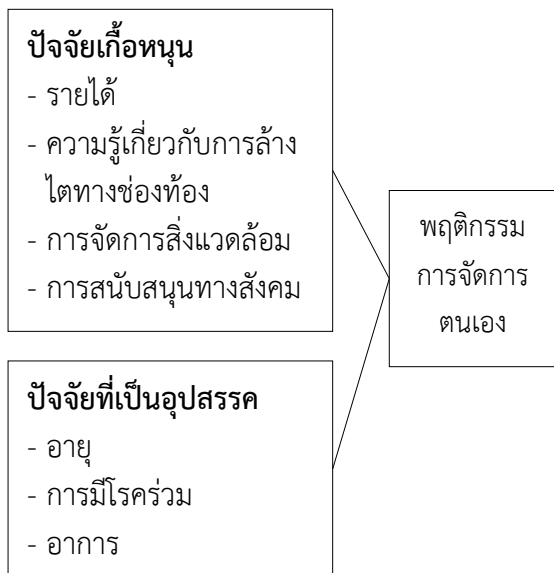 ปัจจัยเกื้อหนุน
- รายได้
- ความรู้เกี่ยวกับการล้าง
ไตทางช่องท้อง
- การจัดการสิ่งแวดล้อม
- การสนับสนุนทางสังคม
พฤติกรรม
การจัดการ
ตนเอง
ปัจจัยที่เป็นอุปสรรค
- อายุ
- การมีโรคร่วม
- อาการ